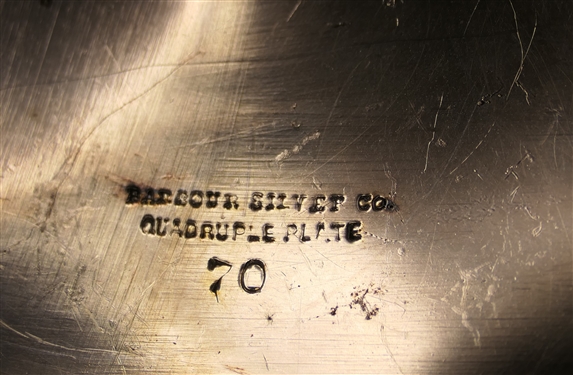 BARBOUR SILVER CO.
QUADRUPLE PLATE
70